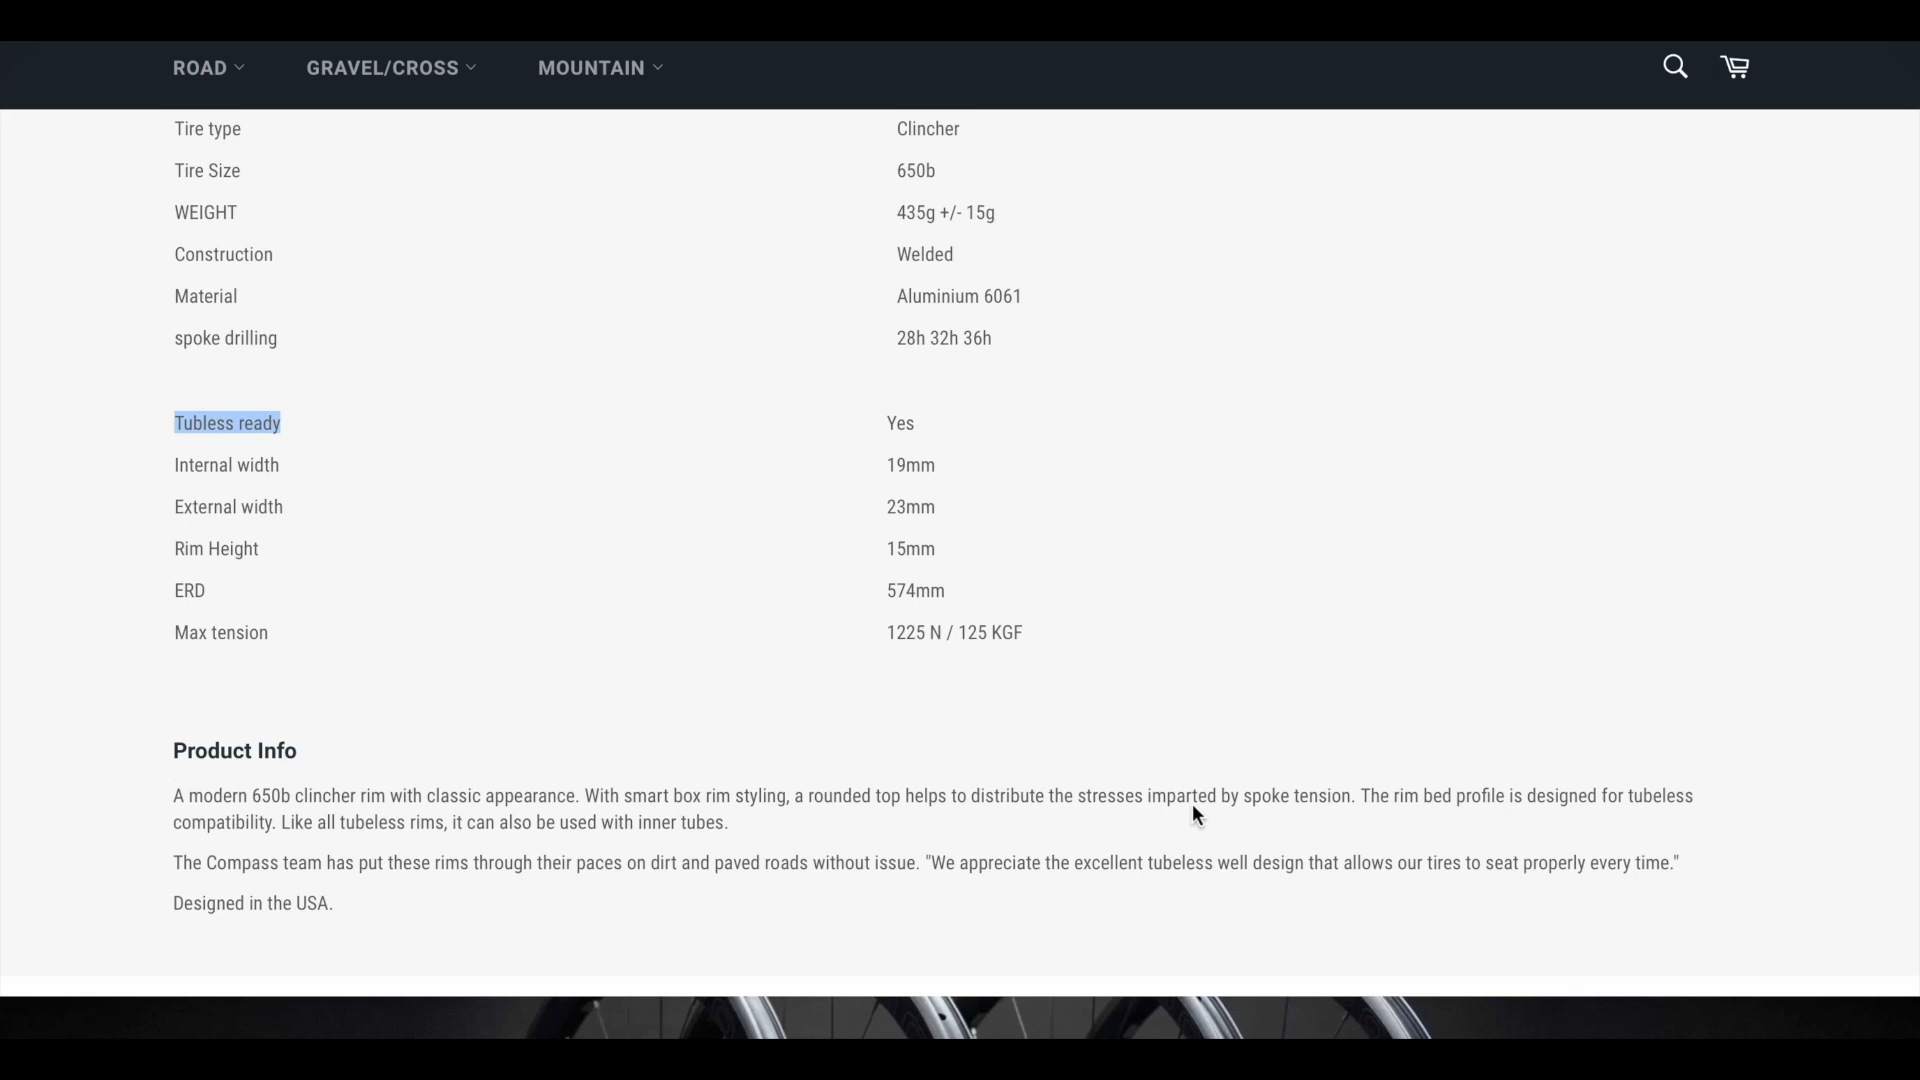 ROAD GRAVEL/CROSS MOUNTAIN
Tire type Clincher
Tire Size 650b
WEIGHT 435g +/- 15g
Construction Welded
Material Aluminium 6061
spoke drilling 28h 32h 36h
Tubless ready Yes
Internal width 19mm
External width 23mm
Rim Height 15mm
ERD 574mm
Max tension 1225 N / 125 KGF
Product Info
A modern 650b clincher rim with classic appearance. With smart box rim styling, a rounded top helps to distribute the stresses imparted by spoke tension. The rim bed profile is designed for tubeless
compatibility. Like all tubeless rims, it can also be used with inner tubes.
The Compass team has put these rims through their paces on dirt and paved roads without issue. "We appreciate the excellent tubeless well design that allows our tires to seat properly every time."
Designed in the USA.